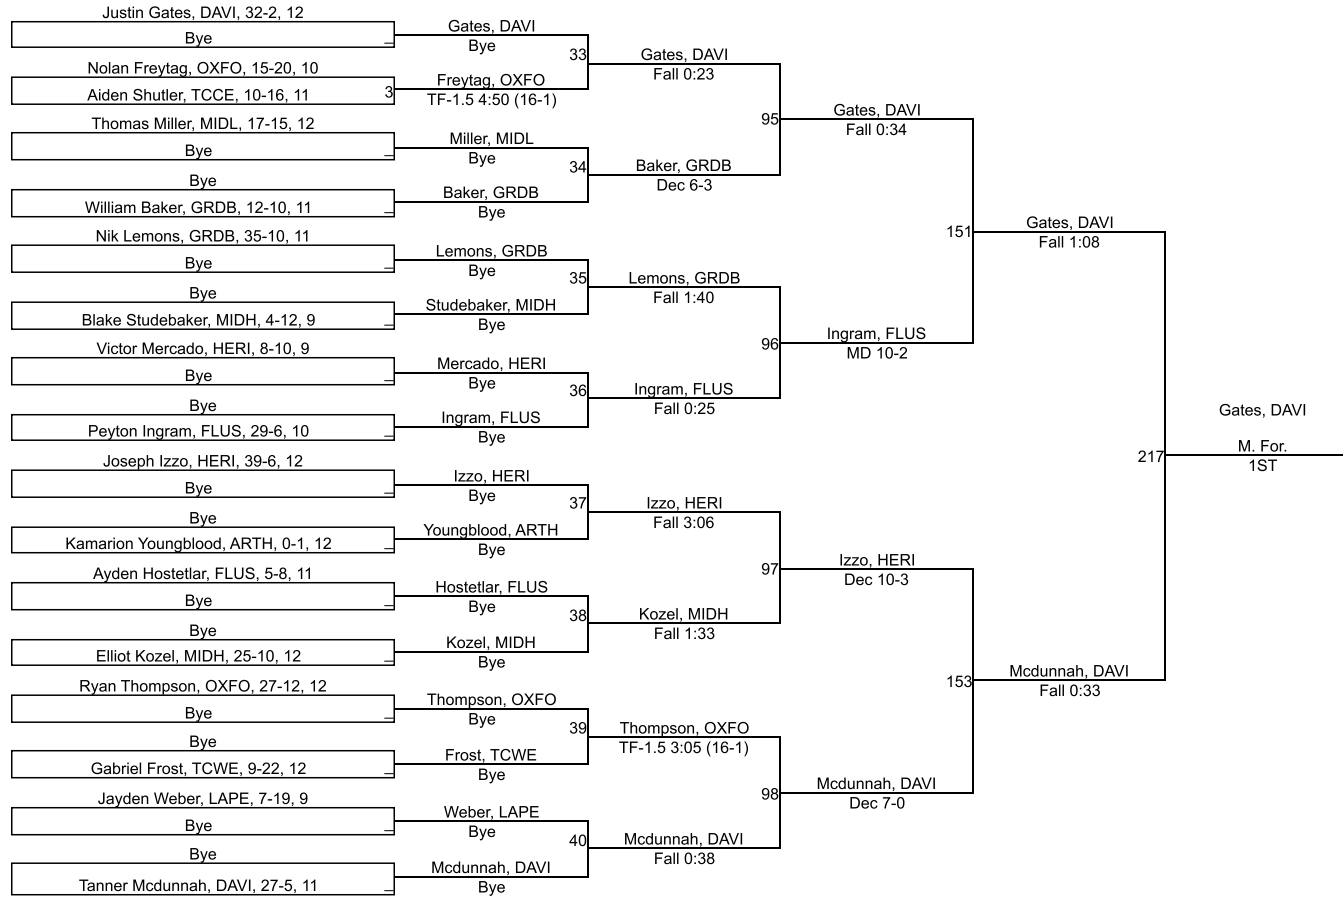 Justin Gates, DAVI, 32-2, 12
Bye
_
Nolan Freytag, OXFO, 15-20, 10
Aiden Shutler, TCCE, 10-16, 11
3
Thomas Miller, MIDL, 17-15, 12
Bye
_
Bye
William Baker, GRDB, 12-10, 11
_
Nik Lemons, GRDB, 35-10, 11
Bye
_
Bye
Blake Studebaker, MIDH, 4-12, 9
_
Victor Mercado, HERI, 8-10, 9
Bye
_
Bye
Peyton Ingram, FLUS, 29-6, 10
_
Joseph Izzo, HERI, 39-6, 12
Bye
_
Bye
Kamarion Youngblood, ARTH, 0-1, 12
_
Ayden Hostetlar, FLUS, 5-8, 11
Bye
_
Bye
Elliot Kozel, MIDH, 25-10, 12
_
Ryan Thompson, OXFO, 27-12, 12
Bye
_
Bye
Gabriel Frost, TCWE, 9-22, 12
_
Jayden Weber, LAPE, 7-19, 9
Bye
_
Bye
Tanner Mcdunnah, DAVI, 27-5, 11
_
Gates, DAVI
Bye
33
Freytag, OXFO
TF-1.5 4:50 (16-1)
Miller, MIDL
Bye
34
Baker, GRDB
Bye
Lemons, GRDB
Bye
35
Studebaker, MIDH
Bye
Mercado, HERI
Bye
36
Ingram, FLUS
Bye
Izzo, HERI
Bye
37
Youngblood, ARTH
Bye
Hostetlar, FLUS
Bye
38
Kozel, MIDH
Bye
Thompson, OXFO
Bye
39
Frost, TCWE
Bye
Weber, LAPE
Bye
40
Mcdunnah, DAVI
Bye
Gates, DAVI
Fall 0:23
95
Baker, GRDB
Dec 6-3
Lemons, GRDB
Fall 1:40
96
Ingram, FLUS
Fall 0:25
Izzo, HERI
Fall 3:06
97
Kozel, MIDH
Fall 1:33
Thompson, OXFO
TF-1.5 3:05 (16-1)
98
Mcdunnah, DAVI
Fall 0:38
Gates, DAVI
Fall 0:34
151
Ingram, FLUS
MD 10-2
Izzo, HERI
Dec 10-3
153
Mcdunnah, DAVI
Dec 7-0
Gates, DAVI
Fall 1:08
217
Mcdunnah, DAVI
Fall 0:33
Gates, DAVI
M. For.
1ST